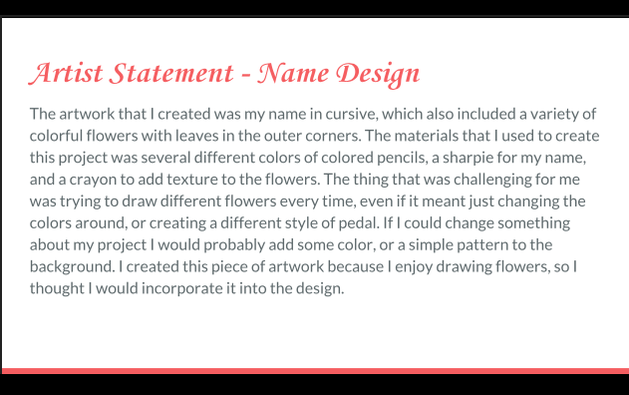 Artist Statement - Name Design
The artwork that I created was my name in cursive, which also included a variety of
colorful flowers with leaves in the outer corners. The materials that I used to create
this project was several different colors of colored pencils, a sharpie for my name,
and a crayon to add texture to the flowers. The thing that was challenging for me
was trying to draw different flowers every time, even if it meant just changing the
colors around, or creating a different style of pedal. If I could change something
about my project I would probably add some color, or a simple pattern to the
background. I created this piece of artwork because I enjoy drawing flowers, so I
thought I would incorporate it into the design.